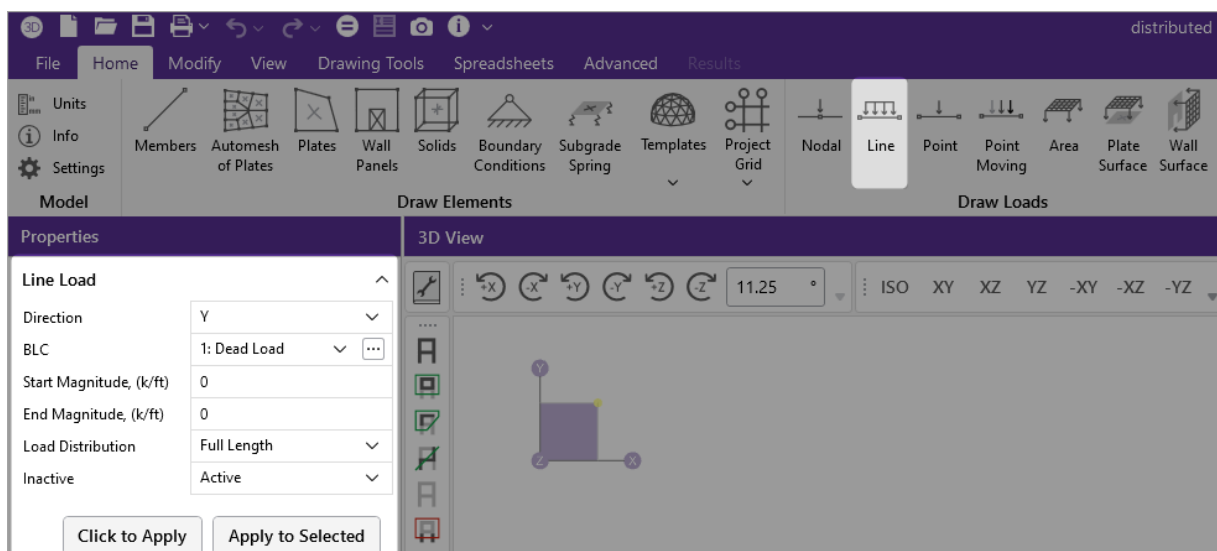 3D
distributed
File Home Modify View Drawing Tools Spreadsheets Advanced Results
Units
Info
Settings
Model
Members
Automesh of Plates
Plates
Wall Panels
Solids
Boundary Conditions
Subgrade Spring
Templates
Project Grid
Draw Elements
Nodal
Line
Point
Point Moving
Area
Plate Surface
Wall Surface
Draw Loads
Properties
3D View
Line Load
Direction Y
BLC 1: Dead Load ...
Start Magnitude, (k/ft) 0
End Magnitude, (k/ft) 0
Load Distribution Full Length
Inactive Active
Click to Apply Apply to Selected
+X -X +Y -Y +Z -Z 11.25 ° ISO XY XZ YZ -XY -XZ -YZ
Y
Z X